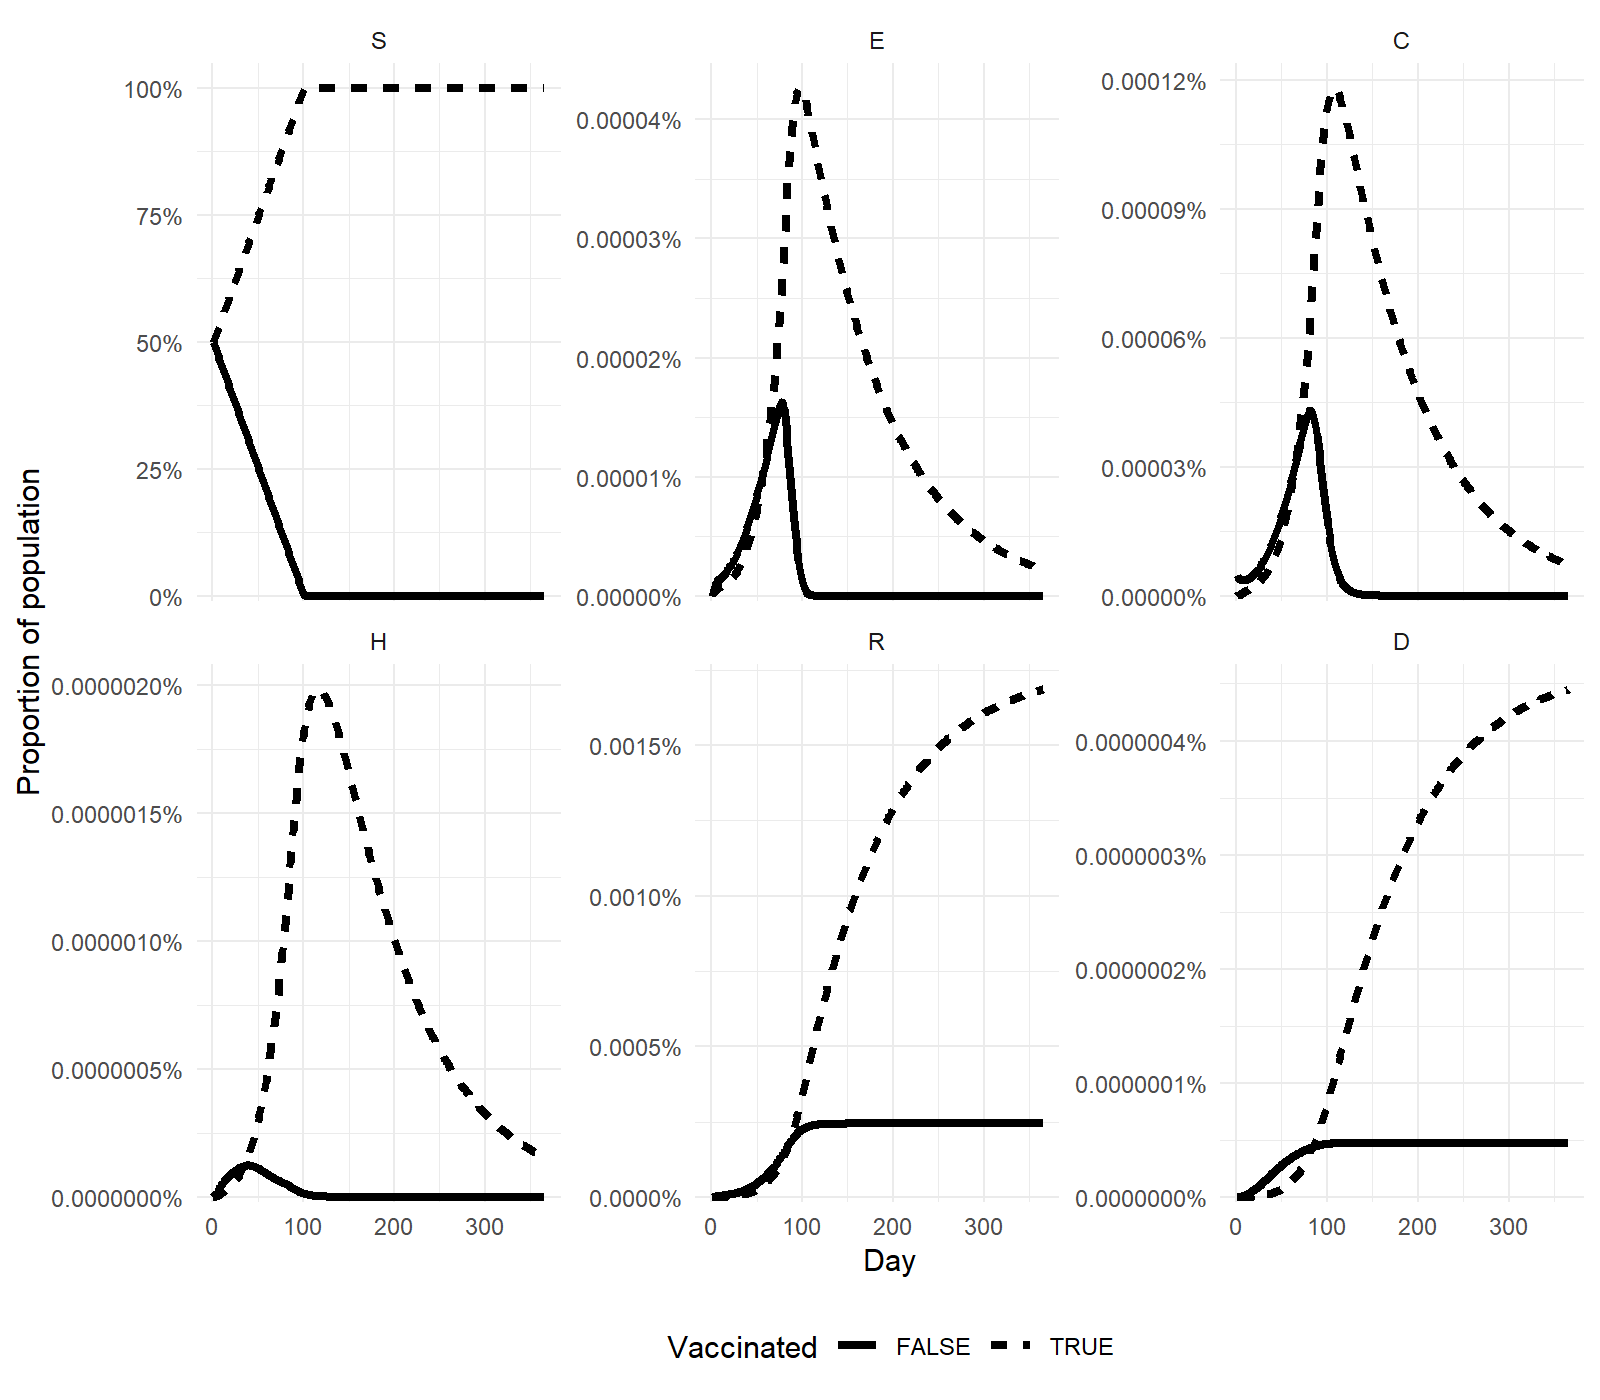 S
E
C
100%
75%
50%
25%
0%
0.00004%
0.00003%
0.00002%
0.00001%
0.00000%
0.00012%
0.00009%
0.00006%
0.00003%
0.00000%
Proportion of population
H
R
D
0.0000020%
0.0000015%
0.0000010%
0.0000005%
0.0000000%
0.0015%
0.0010%
0.0005%
0.0000%
0.0000004%
0.0000003%
0.0000002%
0.0000001%
0.0000000%
0 100 200 300
0 100 200 300
0 100 200 300
Day
Vaccinated FALSE TRUE